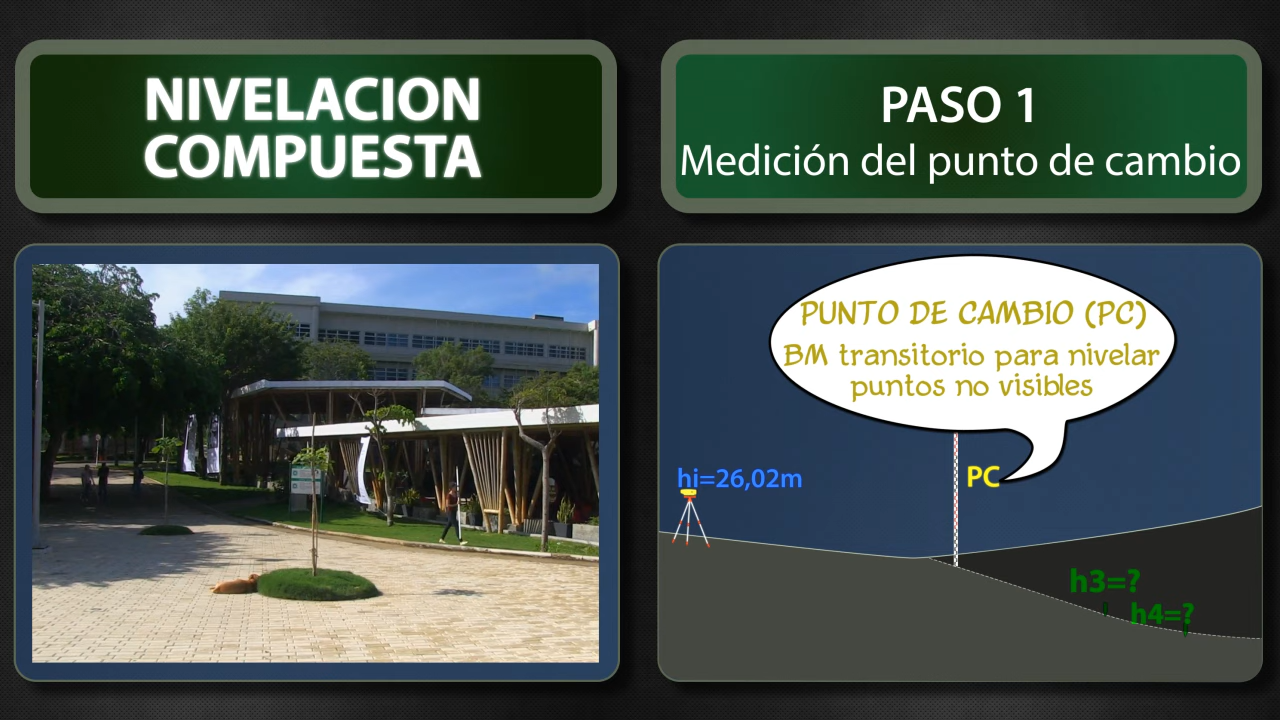 NIVELACION
COMPUESTA
PASO 1
Medición del punto de cambio
PUNTO DE CAMBIO (PC)
BM transitorio para nivelar
puntos no visibles
hi=26,02m
PC
h3=?
h4=?